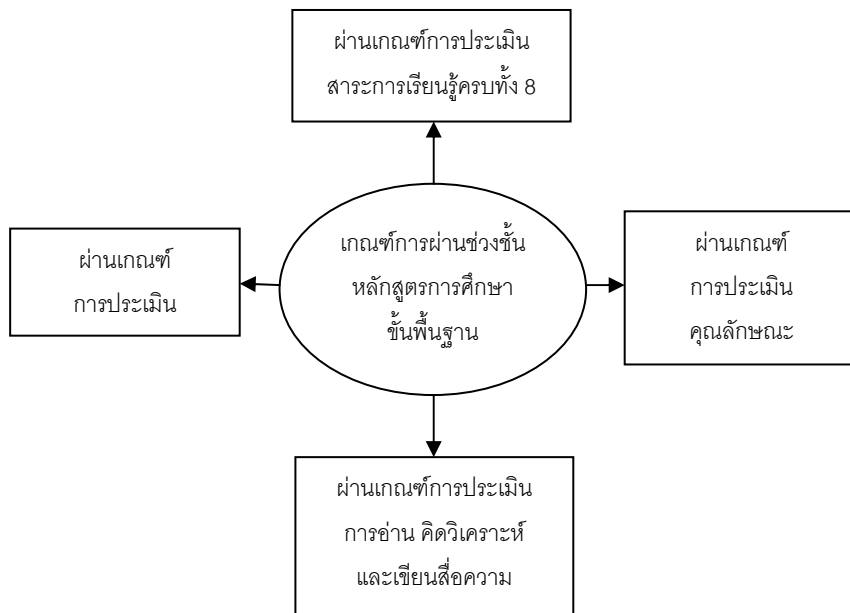 ผ่านเกณฑ์การประเมิน
สาระการเรียนรู้ครบทั้ง 8
ผ่านเกณฑ์
การประเมิน
เกณฑ์การผ่านช่วงชั้น
หลักสูตรการศึกษา
ขั้นพื้นฐาน
ผ่านเกณฑ์
การประเมิน
คุณลักษณะ
ผ่านเกณฑ์การประเมิน
การอ่าน คิดวิเคราะห์
และเขียนสื่อความ